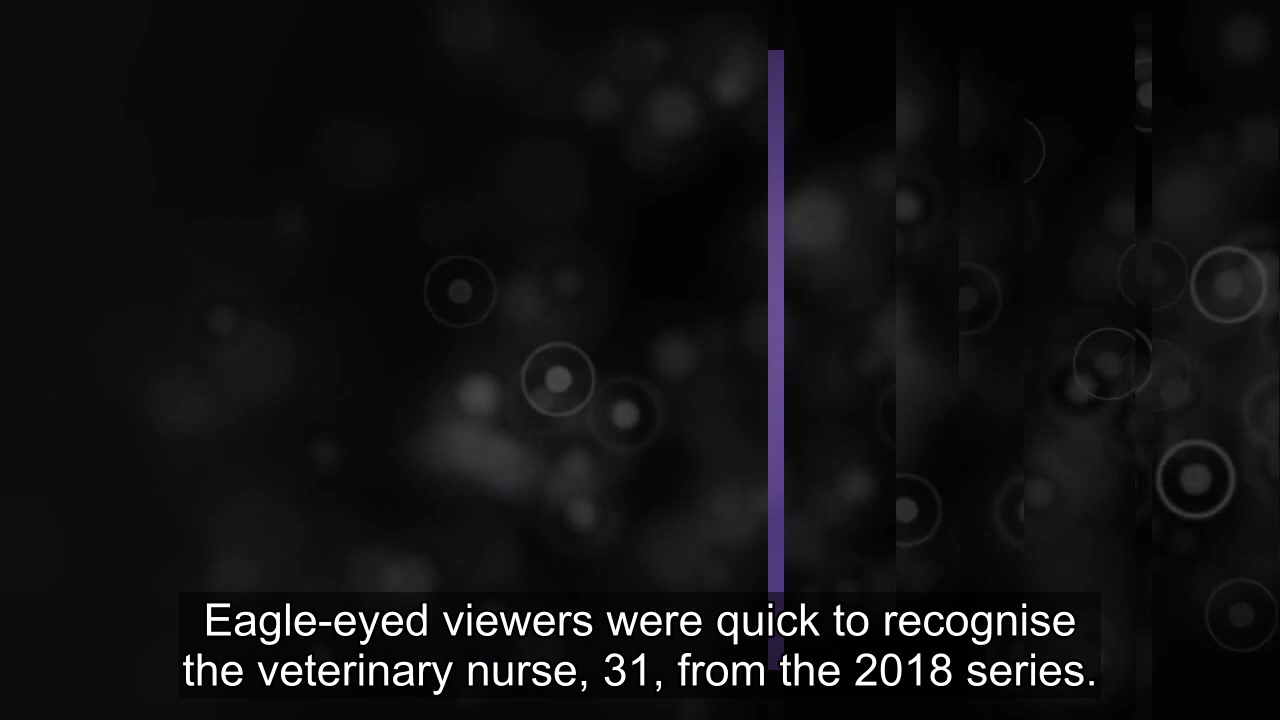 Eagle-eyed viewers were quick to recognise
the veterinary nurse, 31, from the 2018 series.